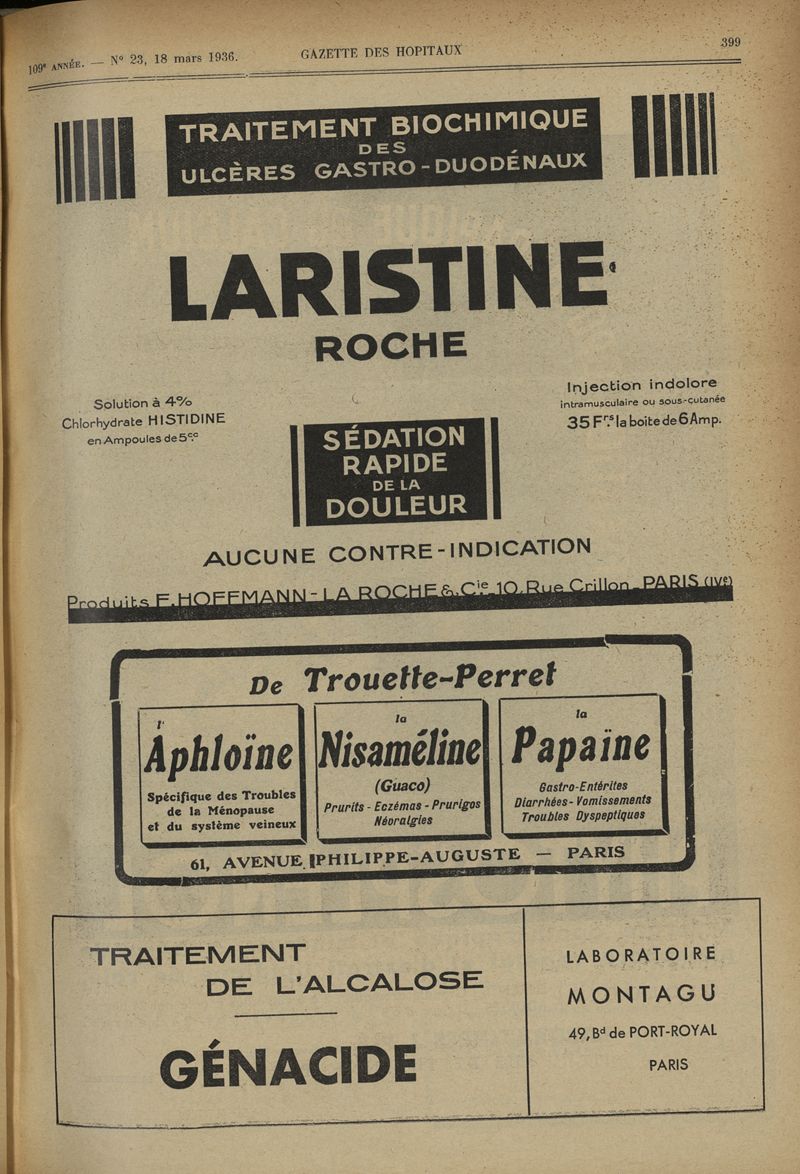 109e ANNÉE. — No 23, 18 mars 1936.
GAZETTE DES HOPITAUX
399
TRAITEMENT BIOCHIMIQUE
DES
ULCÈRES GASTRO-DUODÉNAUX
LARISTINE
ROCHE
Solution à 4%
Chlorhydrate HISTIDINE
en Ampoules de 5c.c
Injection indolore
intramusculaire ou sous-cutanée
35 Frs. la boite de 6 Amp.
SÉDATION
RAPIDE
DE LA
DOULEUR
AUCUNE CONTRE-INDICATION
Produits F. HOFFMANN-LA ROCHE & Cie 10, Rue Crillon_PARIS (IVe)
De Trouette-Perret
l'
Aphloïne
Spécifique des Troubles
de la Ménopause
et du système veineux
la
Nisaméline
(Guaco)
Prurits - Eczémas - Prurigos
Néoralgies
la
Papaïne
Gastro-Entérites
Diarrhées - Vomissements
Troubles Dyspeptiques
61, AVENUE PHILIPPE-AUGUSTE — PARIS
TRAITEMENT
DE L'ALCALOSE
GÉNACIDE
LABORATOIRE
MONTAGU
49, Bd de PORT-ROYAL
PARIS